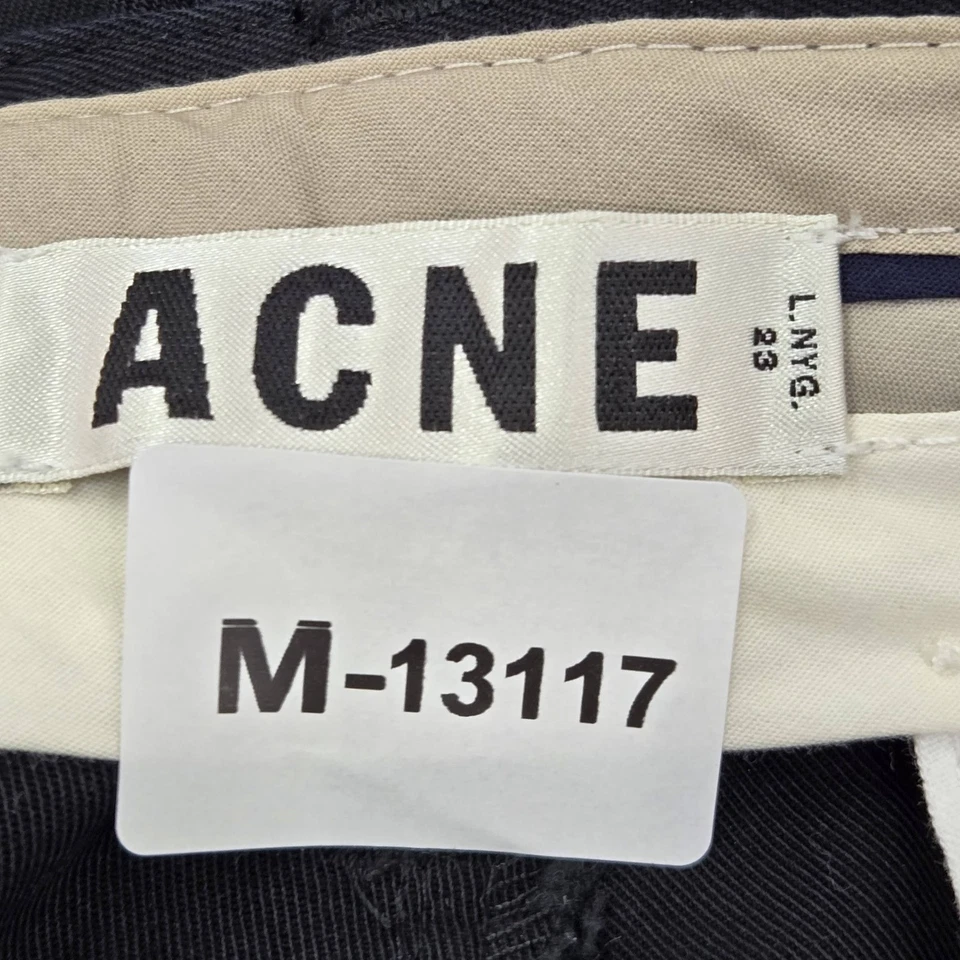 ACNE
L.NYG.
23
M-13117